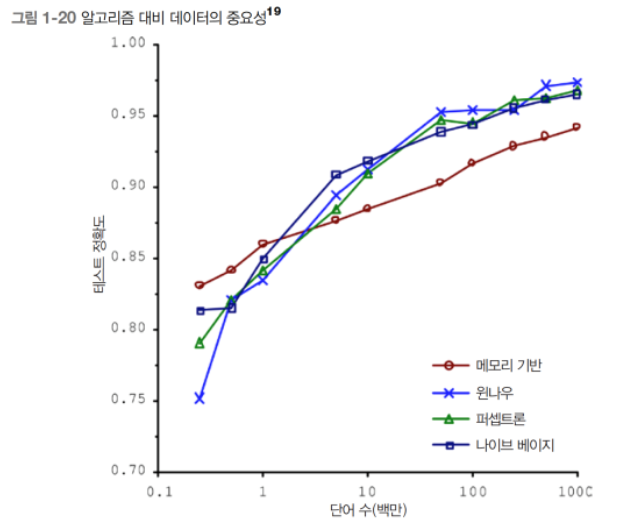 그림 1-20 알고리즘 대비 데이터의 중요성19
1.00
0.95
0.90
0.85
0.80
0.75
0.70
테스트 정확도
메모리 기반
윈나우
퍼셉트론
나이브 베이지
0.1 1 10 100 100C
단어 수(백만)